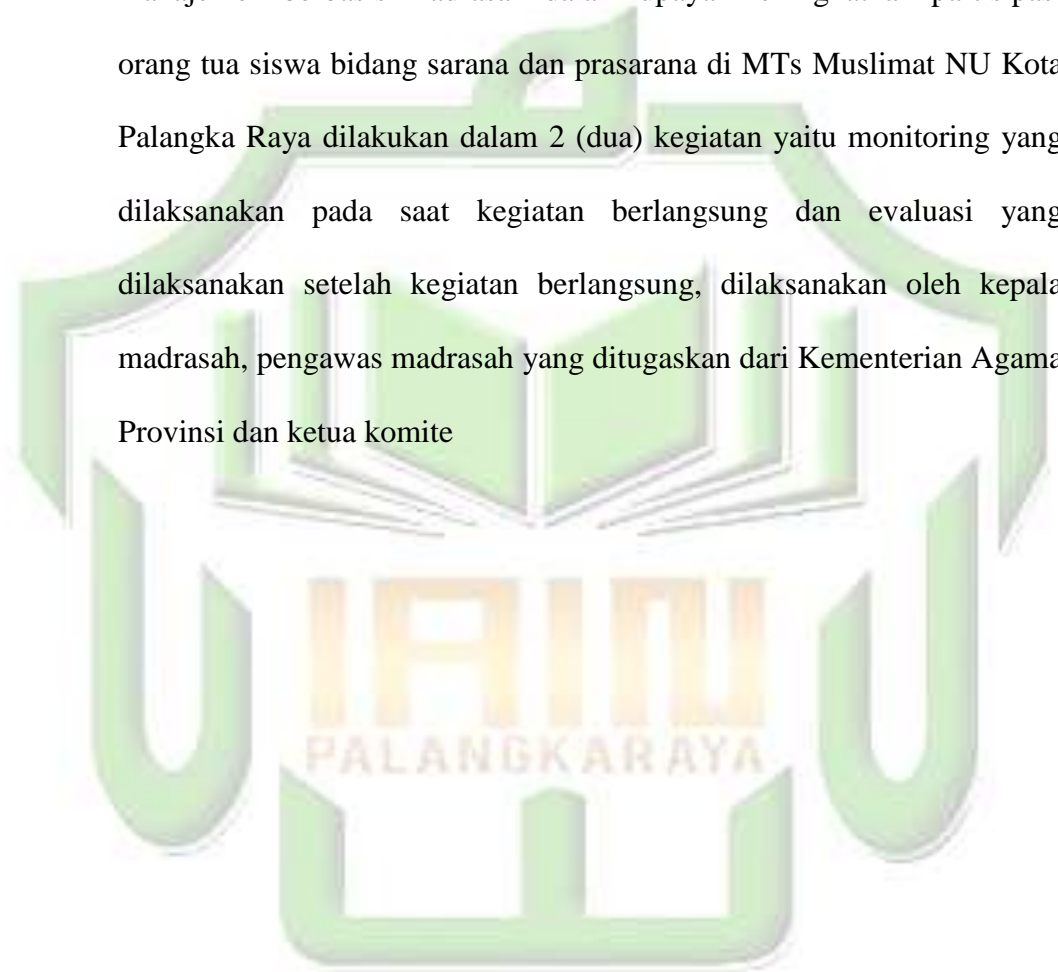 orang tua siswa bidang sarana dan prasarana di MTs Muslimat NU Kota
Palangka Raya dilakukan dalam 2 (dua) kegiatan yaitu monitoring yang
dilaksanakan pada saat kegiatan berlangsung dan evaluasi yang
dilaksanakan setelah kegiatan berlangsung, dilaksanakan oleh kepala
madrasah, pengawas madrasah yang ditugaskan dari Kementerian Agama
Provinsi dan ketua komite
IAIN
PALANGKARAYA